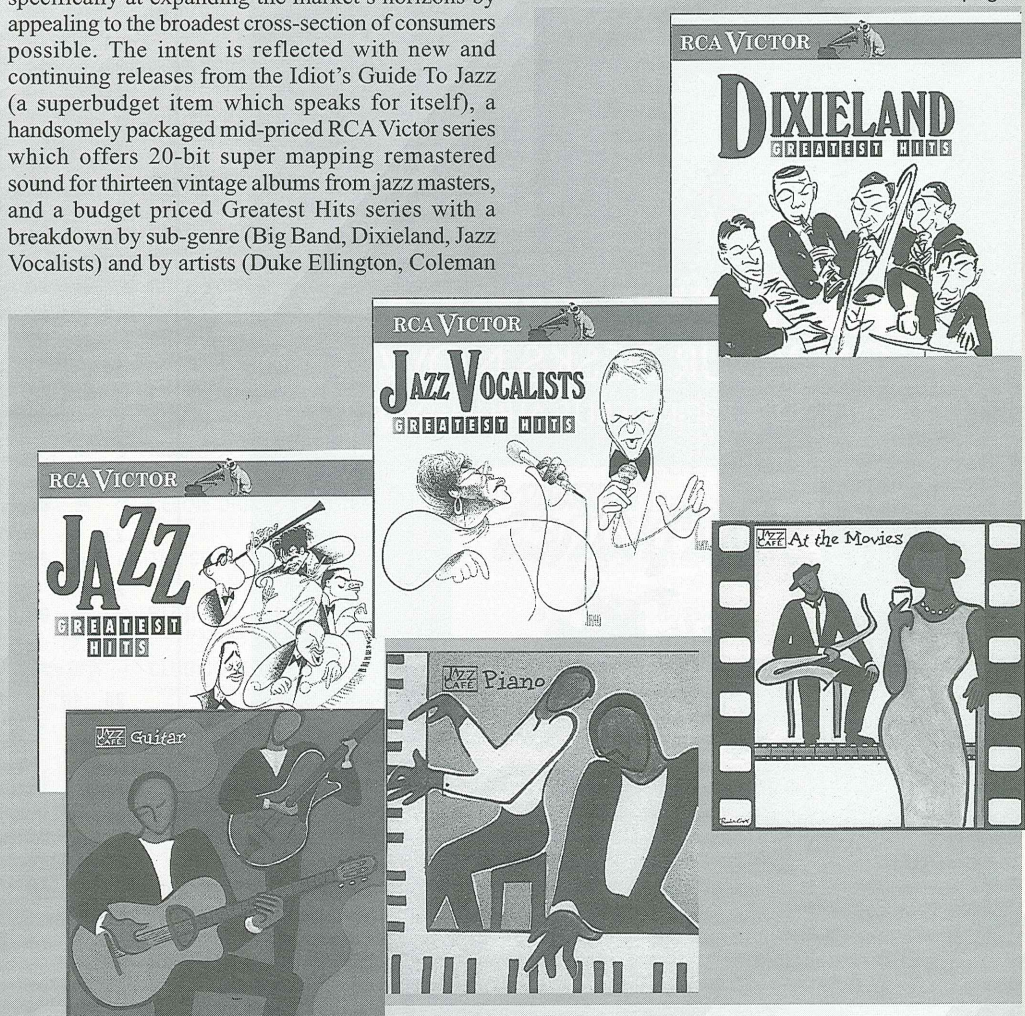 specifically at expanding the market's horizons by
appealing to the broadest cross-section of consumers
possible. The intent is reflected with new and
continuing releases from the Idiot's Guide To Jazz
(a superbudget item which speaks for itself), a
handsomely packaged mid-priced RCA Victor series
which offers 20-bit super mapping remastered
sound for thirteen vintage albums from jazz masters,
and a budget priced Greatest Hits series with a
breakdown by sub-genre (Big Band, Dixieland, Jazz
Vocalists) and by artists (Duke Ellington, Coleman
RCA VICTOR
DIXIELAND
GREATEST HITS
RCA VICTOR
JAZZ VOCALISTS
GREATEST HITS
RCA VICTOR
JAZZ
GREATEST
HITS
JAZZ
CAFE
At the Movies
JAZZ
CAFE
Piano
JAZZ
CAFE
Guitar